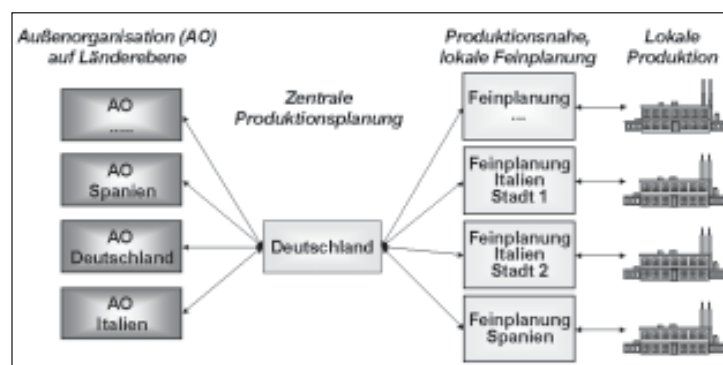 Außenorganisation (AO)
auf Länderebene
Zentrale
Produktionsplanung
Produktionsnahe,
lokale Feinplanung
Lokale
Produktion
AO
......
AO
Spanien
AO
Deutschland
AO
Italien
Deutschland
Feinplanung
...
Feinplanung
Italien
Stadt 1
Feinplanung
Italien
Stadt 2
Feinplanung
Spanien